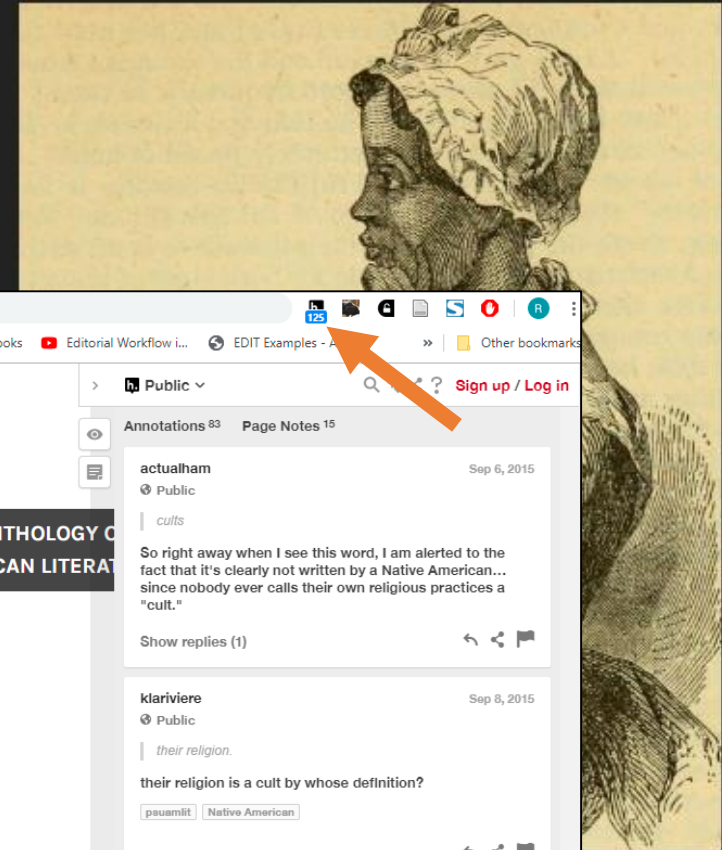 h.
125
R
ooks Editorial Workflow i... EDIT Examples - A » Other bookmarks
> h. Public ? Sign up / Log in
Annotations 83 Page Notes 15
actualham Sep 6, 2015
Public
cults
So right away when I see this word, I am alerted to the
fact that it's clearly not written by a Native American...
since nobody ever calls their own religious practices a
"cult."
Show replies (1)
NTHOLOGY O
CAN LITERAT
klariviere Sep 8, 2015
Public
their religion.
their religion is a cult by whose definition?
psuamlit Native American